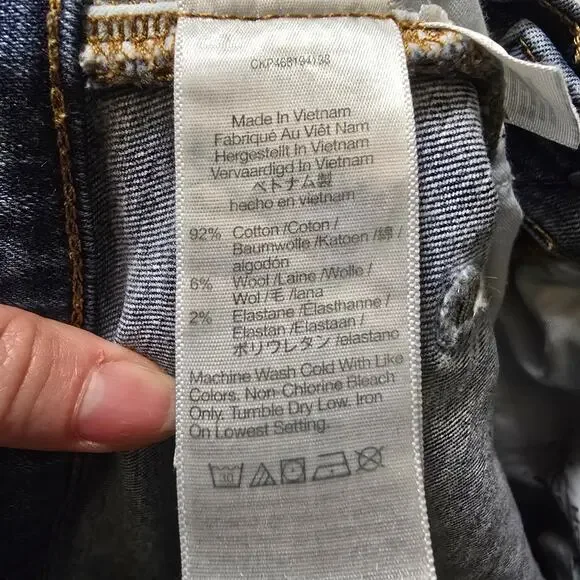 CKP468194198
Made In Vietnam
Fabriqué Au Viêt Nam
Hergestellt In Vietnam
Vervaardigd In Vietnam
ベトナム製
hecho en vietnam
92% Cotton /Coton /
Baumwolle /Katoen /綿 /
algodón
6% Wool /Laine /Wolle /
Wol /毛 /lana
2% Elastane /Elasthanne /
Elastan /Elastaan /
ポリウレタン /elastano
Machine Wash Cold With Like
Colors. Non-Chlorine Bleach
Only. Tumble Dry Low. Iron
On Lowest Setting.
30